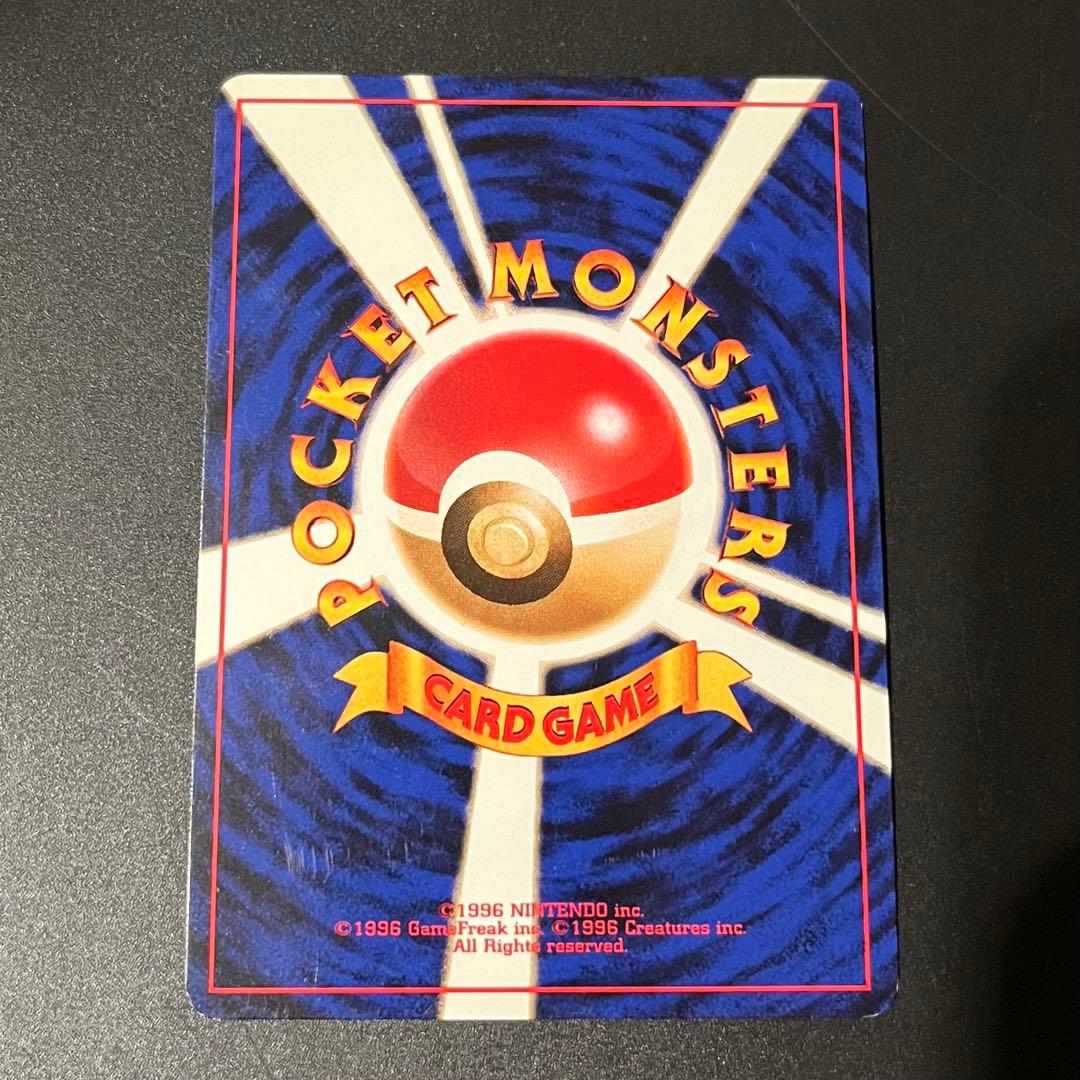 POCKET MONSTERS
CARD GAME
©1996 NINTENDO inc.
©1996 GameFreak inc. ©1996 Creatures inc.
All Rights reserved.